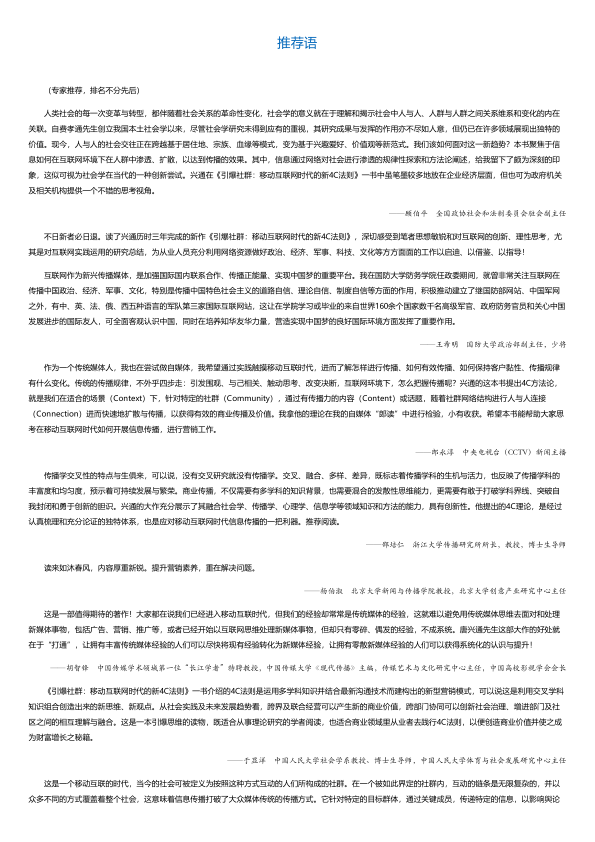 推荐语
（专家推荐，排名不分先后）
人类社会的每一次变革与转型，都伴随着社会关系的革命性变化，社会学的意义就在于理解和揭示社会中人与人、人群与人群之间关系维系和变化的内在
关联。自费孝通先生创立我国本土社会学以来，尽管社会学研究未得到应有的重视，其研究成果与发挥的作用亦不尽如人意，但仍已在许多领域展现出独特的
价值。现今，人与人的社会交往正在跨越基于居住地、宗族、血缘等模式，变为基于兴趣爱好、价值观等新范式。我们该如何面对这一新趋势？本书聚焦于信
息如何在互联网环境下在人群中渗透、扩散，以达到传播的效果。其中，信息通过网络对社会进行渗透的规律性探索和方法论阐述，给我留下了颇为深刻的印
象，这似可视为社会学在当代的一种创新尝试。兴通在《引爆社群：移动互联网时代的新4C法则》一书中虽笔墨较多地放在企业经济层面，但也可为政府机关
及相关机构提供一个不错的思考视角。
——顾伯平　全国政协社会和法制委员会驻会副主任
不日新者必日退。读了兴通历时三年完成的新作《引爆社群：移动互联网时代的新4C法则》，深切感受到笔者思想敏锐和对互联网的创新、理性思考，尤
其是对互联网实践运用的研究总结，为从业人员充分利用网络资源做好政治、经济、军事、科技、文化等方方面面的工作以启迪、以借鉴、以指导！
互联网作为新兴传播媒体，是加强国际国内联系合作、传播正能量、实现中国梦的重要平台。我在国防大学防务学院任政委期间，就曾非常关注互联网在
传播中国政治、经济、军事、文化，特别是传播中国特色社会主义的道路自信、理论自信、制度自信等方面的作用，积极推动建立了继国防部网站、中国军网
之外，有中、英、法、俄、西五种语言的军队第三家国际互联网站，这让在学院学习或毕业的来自世界160余个国家数千名高级军官、政府防务官员和关心中国
发展进步的国际友人，可全面客观认识中国，同时在培养知华友华力量，营造实现中国梦的良好国际环境方面发挥了重要作用。
——王希明　国防大学政治部副主任，少将
作为一个传统媒体人，我也在尝试做自媒体，我希望通过实践触摸移动互联时代，进而了解怎样进行传播、如何有效传播、如何保持客户黏性、传播规律
有什么变化。传统的传播规律，不外乎四步走：引发围观、与己相关、触动思考、改变决断，互联网环境下，怎么把握传播呢？兴通的这本书提出4C方法论，
就是我们在适合的场景（Context）下，针对特定的社群（Community），通过有传播力的内容（Content）或话题，随着社群网络结构进行人与人连接
（Connection）进而快速地扩散与传播，以获得有效的商业传播及价值。我拿他的理论在我的自媒体“郎读”中进行检验，小有收获。希望本书能帮助大家思
考在移动互联网时代如何开展信息传播，进行营销工作。
——郎永淳　中央电视台（CCTV）新闻主播
传播学交叉性的特点与生俱来，可以说，没有交叉研究就没有传播学。交叉、融合、多样、差异，既标志着传播学科的生机与活力，也反映了传播学科的
丰富度和均匀度，预示着可持续发展与繁荣。商业传播，不仅需要有多学科的知识背景，也需要混合的发散性思维能力，更需要有敢于打破学科界线、突破自
我封闭和勇于创新的胆识。兴通的大作充分展示了其融合社会学、传播学、心理学、信息学等领域知识和方法的能力，具有创新性。他提出的4C理论，是经过
认真梳理和充分论证的独特体系，也是应对移动互联时代信息传播的一把利器。推荐阅读。
——邵培仁　浙江大学传播研究所所长，教授，博士生导师
读来如沐春风，内容厚重新锐。提升营销素养，重在解决问题。
——杨伯溆　北京大学新闻与传播学院教授，北京大学创意产业研究中心主任
这是一部值得期待的著作！大家都在说我们已经进入移动互联时代，但我们的经验却常常是传统媒体的经验，这就难以避免用传统媒体思维去面对和处理
新媒体事物，包括广告、营销、推广等，或者已经开始以互联网思维处理新媒体事物，但却只有零碎、偶发的经验，不成系统。唐兴通先生这部大作的好处就
在于“打通”，让拥有丰富传统媒体经验的人们可以尽快将现有经验转化为新媒体经验，让拥有零散新媒体经验的人们可以获得系统化的认识与提升！
——胡智锋　中国传媒学术领域第一位“长江学者”特聘教授，中国传媒大学《现代传播》主编，传媒艺术与文化研究中心主任，中国高校影视学会会长
《引爆社群：移动互联网时代的新4C法则》一书介绍的4C法则是运用多学科知识并结合最新沟通技术而建构出的新型营销模式，可以说这是利用交叉学科
知识组合创造出来的新思维、新观点。从社会实践及未来发展趋势看，跨界及联合经营可以产生新的商业价值，跨部门协同可以创新社会治理、增进部门及社
区之间的相互理解与融合。这是一本引爆思维的读物，既适合从事理论研究的学者阅读，也适合商业领域里从业者去践行4C法则，以便创造商业价值并使之成
为财富增长之秘籍。
——于显洋　中国人民大学社会学系教授、博士生导师，中国人民大学体育与社会发展研究中心主任
这是一个移动互联的时代，当今的社会可被定义为按照这种方式互动的人们所构成的社群。在一个被如此界定的社群内，互动的链条是无限复杂的，并以
众多不同的方式覆盖着整个社会，这意味着信息传播打破了大众媒体传统的传播方式。它针对特定的目标群体，通过关键成员，传递特定的信息，以影响舆论